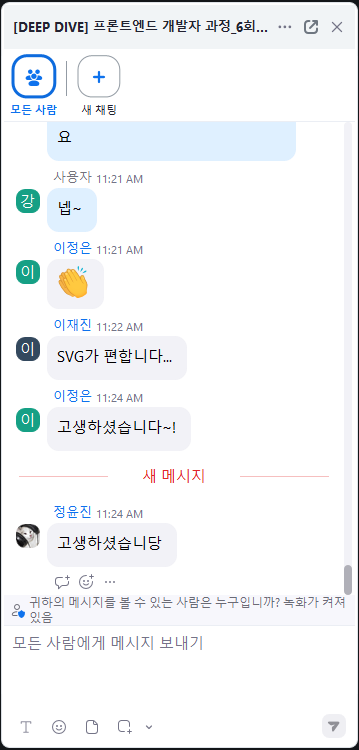 [DEEP DIVE] 프론트엔드 개발자 과정_6회...
모든 사람
새 채팅
요
사용자 11:21 AM
강
넵~
이정은 11:21 AM
이
이재진 11:22 AM
이
SVG가 편합니다...
이정은 11:24 AM
이
고생하셨습니다~!
새 메시지
정윤진 11:24 AM
고생하셨습니당
귀하의 메시지를 볼 수 있는 사람은 누구입니까? 녹화가 켜져
있음
모든 사람에게 메시지 보내기